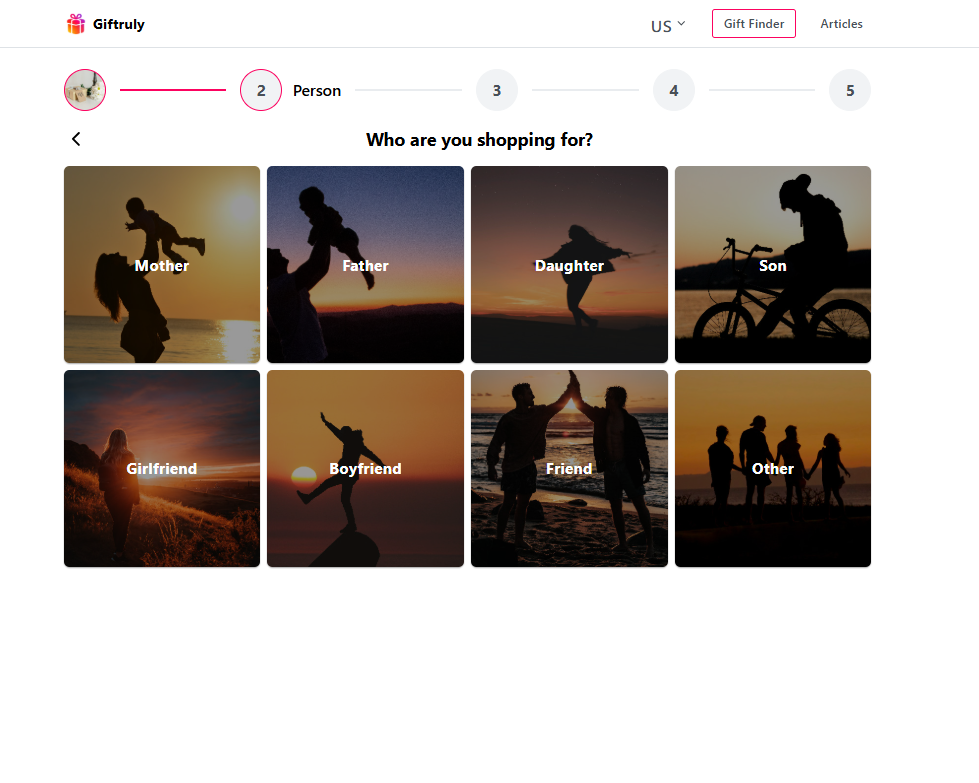 Giftruly
US
Gift Finder
Articles
2
Person
3
4
5
Who are you shopping for?
Mother
Father
Daughter
Son
Girlfriend
Boyfriend
Friend
Other